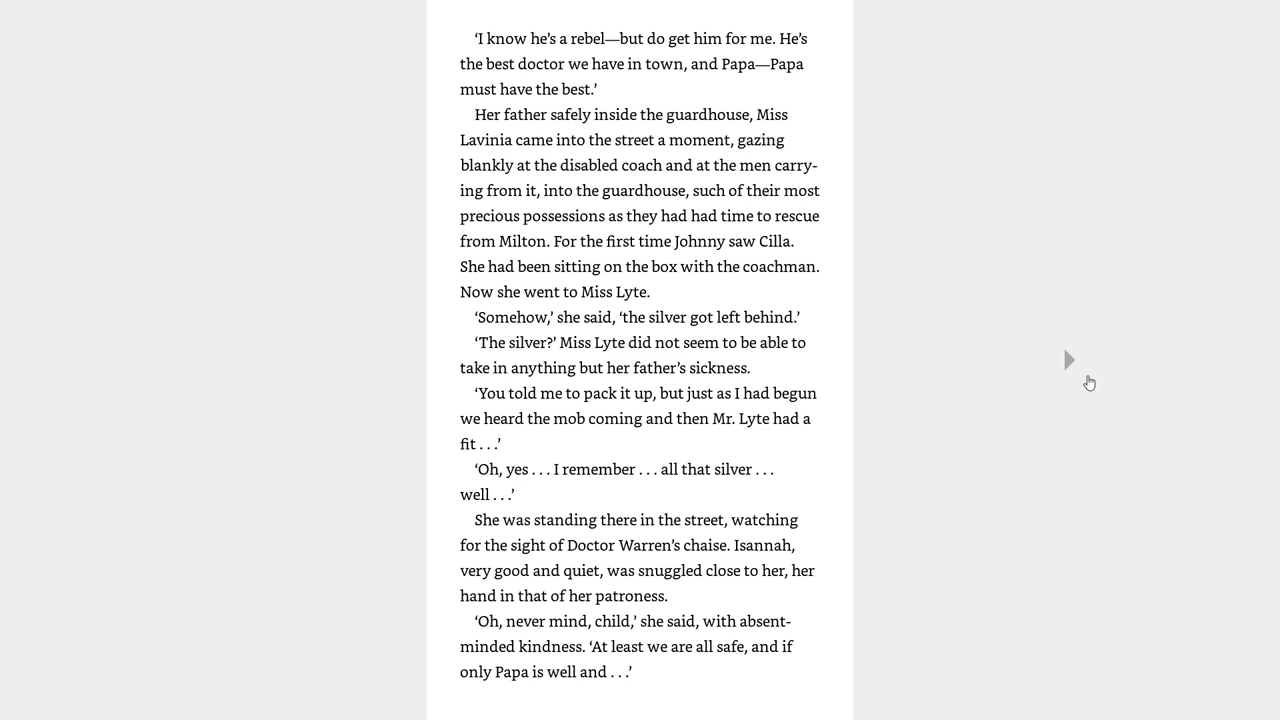 ‘I know he’s a rebel—but do get him for me. He’s
the best doctor we have in town, and Papa—Papa
must have the best.’
Her father safely inside the guardhouse, Miss
Lavinia came into the street a moment, gazing
blankly at the disabled coach and at the men carry-
ing from it, into the guardhouse, such of their most
precious possessions as they had had time to rescue
from Milton. For the first time Johnny saw Cilla.
She had been sitting on the box with the coachman.
Now she went to Miss Lyte.
‘Somehow,’ she said, ‘the silver got left behind.’
‘The silver?’ Miss Lyte did not seem to be able to
take in anything but her father’s sickness.
‘You told me to pack it up, but just as I had begun
we heard the mob coming and then Mr. Lyte had a
fit . . .’
‘Oh, yes . . . I remember . . . all that silver . . .
well . . .’
She was standing there in the street, watching
for the sight of Doctor Warren’s chaise. Isannah,
very good and quiet, was snuggled close to her, her
hand in that of her patroness.
‘Oh, never mind, child,’ she said, with absent-
minded kindness. ‘At least we are all safe, and if
only Papa is well and . . .’